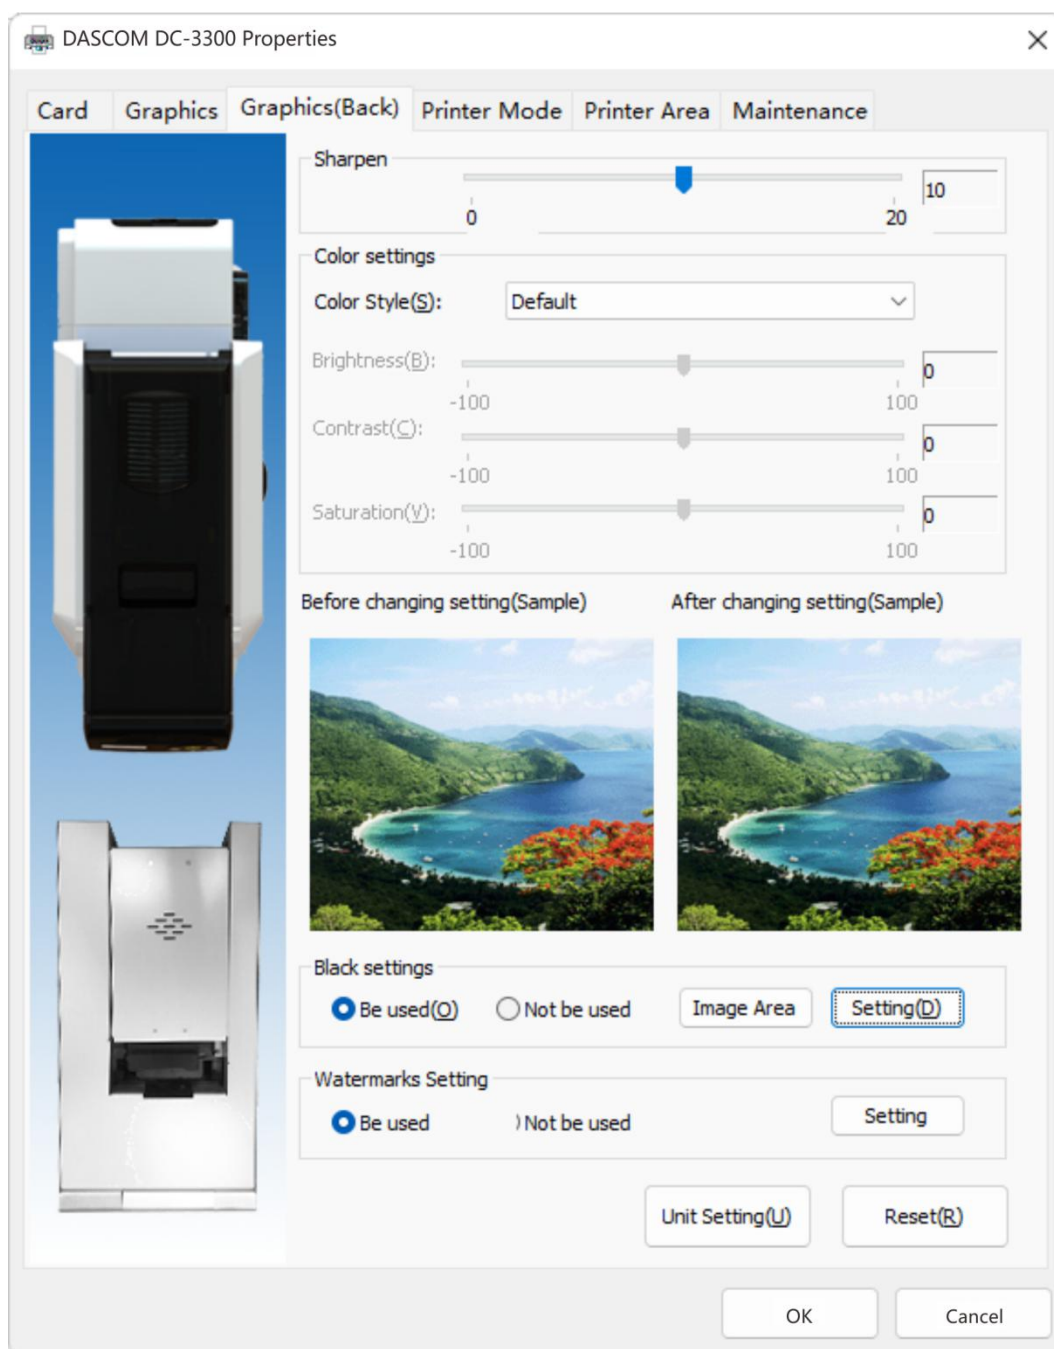 DASCOM DC-3300 Properties
Card Graphics Graphics(Back) Printer Mode Printer Area Maintenance
Sharpen
10
0 20
Color settings
Color Style(S): Default
Brightness(B): 0
-100 100
Contrast(C): 0
-100 100
Saturation(V): 0
-100 100
Before changing setting(Sample) After changing setting(Sample)
Black settings
Be used(O) Not be used Image Area Setting(D)
Watermarks Setting
Be used Not be used Setting
Unit Setting(U) Reset(R)
OK Cancel